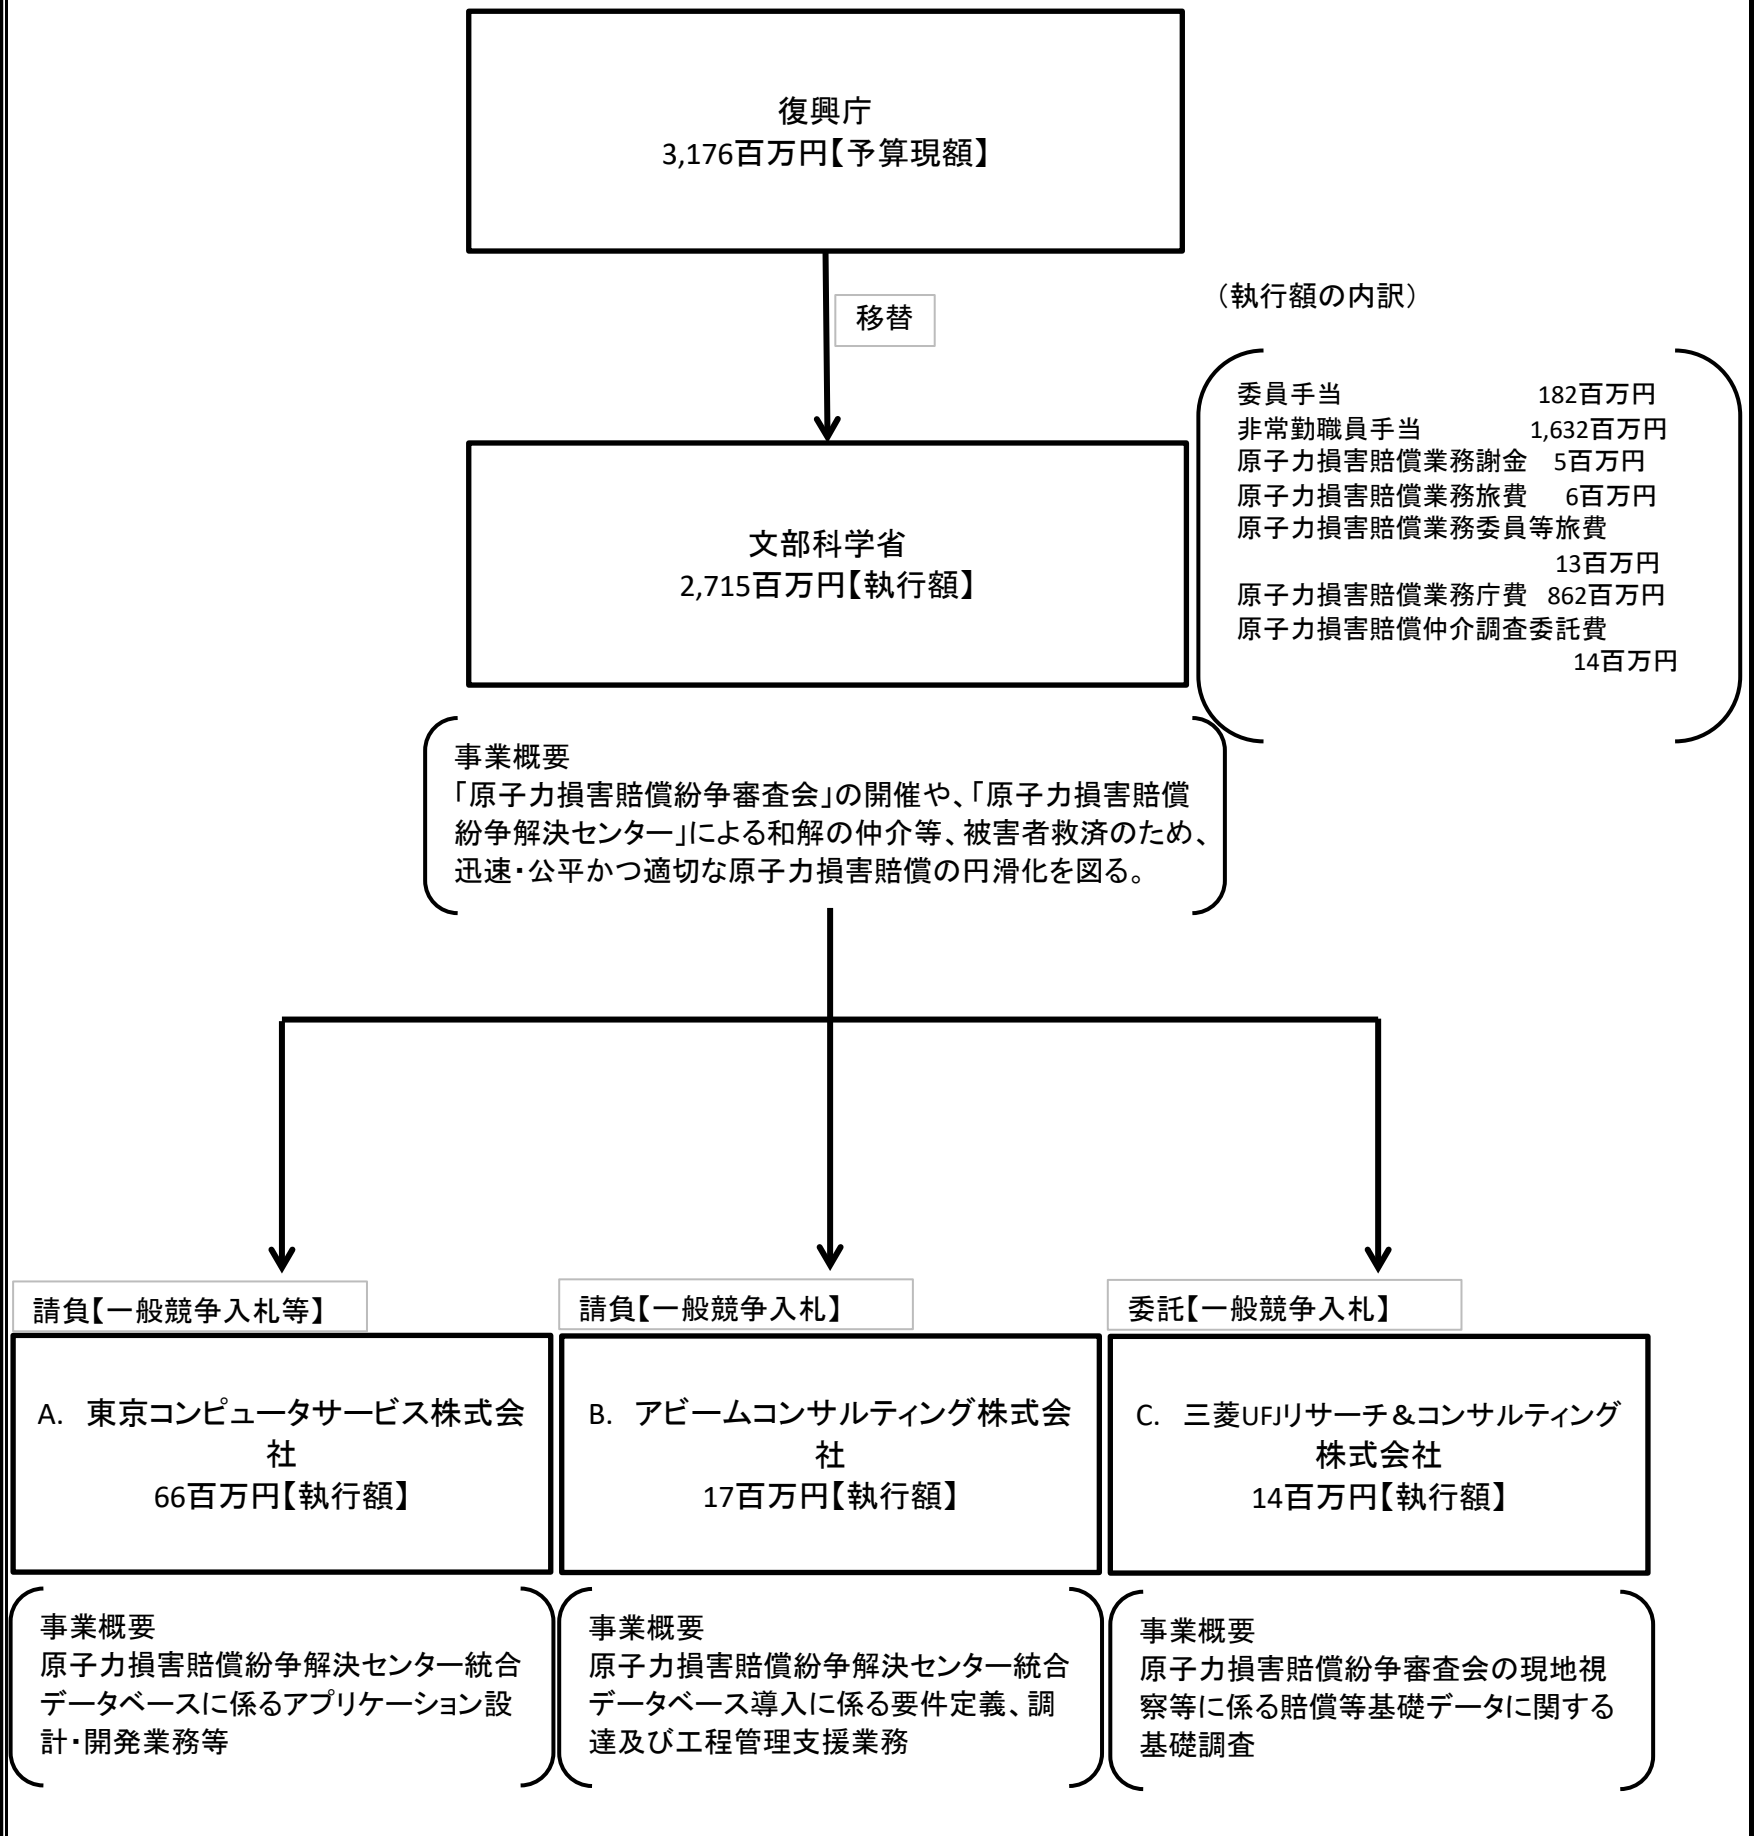 復興庁
3,176百万円【予算現額】
移替
（執行額の内訳）
委員手当 182百万円
非常勤職員手当 1,632百万円
原子力損害賠償業務謝金 5百万円
原子力損害賠償業務旅費 6百万円
原子力損害賠償業務委員等旅費
13百万円
原子力損害賠償業務庁費 862百万円
原子力損害賠償仲介調査委託費
14百万円
文部科学省
2,715百万円【執行額】
事業概要
「原子力損害賠償紛争審査会」の開催や、「原子力損害賠償
紛争解決センター」による和解の仲介等、被害者救済のため、
迅速・公平かつ適切な原子力損害賠償の円滑化を図る。
請負【一般競争入札等】
A. 東京コンピュータサービス株式会
社
66百万円【執行額】
事業概要
原子力損害賠償紛争解決センター統合
データベースに係るアプリケーション設
計・開発業務等
請負【一般競争入札】
B. アビームコンサルティング株式会
社
17百万円【執行額】
事業概要
原子力損害賠償紛争解決センター統合
データベース導入に係る要件定義、調
達及び工程管理支援業務
委託【一般競争入札】
C. 三菱UFJリサーチ＆コンサルティング
株式会社
14百万円【執行額】
事業概要
原子力損害賠償紛争審査会の現地視
察等に係る賠償等基礎データに関する
基礎調査